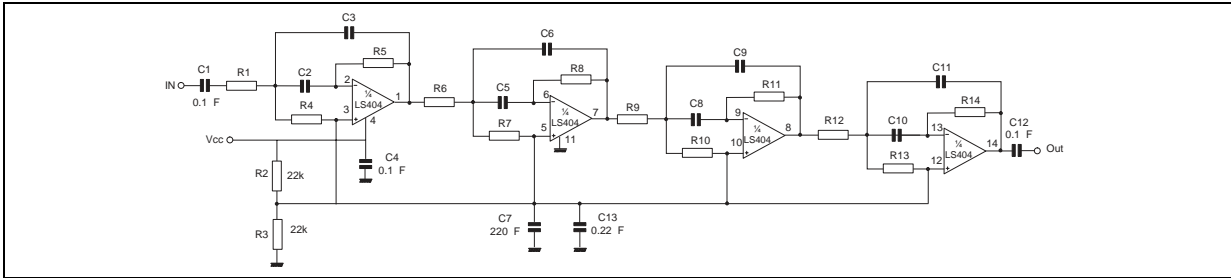 C3
C6
C9
C11
IN
C1
R1
C2
R5
0.1 F
R4
2
3
1
4
¼
LS404
R6
C5
R8
R7
6
5
7
11
¼
LS404
R9
C8
R11
R10
9
10
8
¼
LS404
R12
C10
R14
R13
13
12
14
¼
LS404
C12
0.1 F
Out
Vcc
C4
0.1 F
R2
22k
R3
22k
C7
220 F
C13
0.22 F